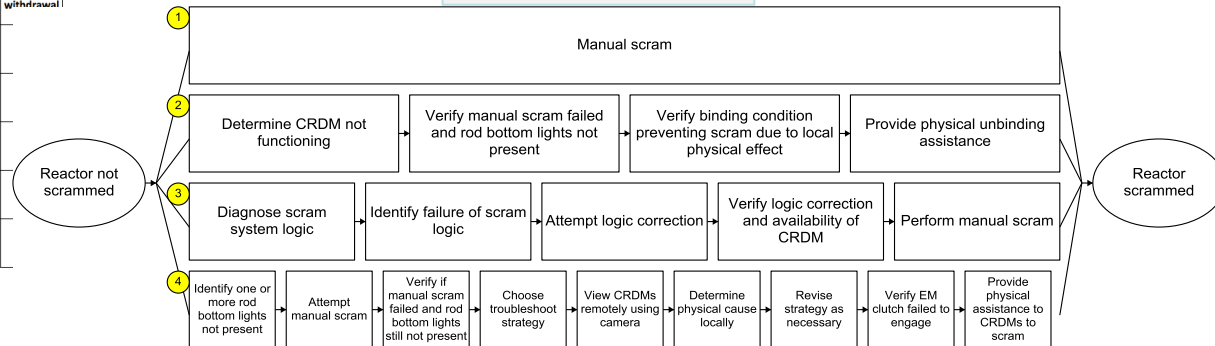 withdrawal
1
Manual scram
2
Determine CRDM not
functioning
Verify manual scram failed
and rod bottom lights not
present
Verify binding condition
preventing scram due to local
physical effect
Provide physical unbinding
assistance
Reactor not
scrammed
Reactor
scrammed
3
Diagnose scram
system logic
Identify failure of scram
logic
Attempt logic correction
Verify logic correction
and availability of
CRDM
Perform manual scram
4
Identify one or
more rod
bottom lights
not present
Attempt
manual scram
Verify if
manual scram
failed and rod
bottom lights
still not present
Choose
troubleshoot
strategy
View CRDMs
remotely using
camera
Determine
physical cause
locally
Revise
strategy as
necessary
Verify EM
clutch failed to
engage
Provide
physical
assistance to
CRDMs to
scram